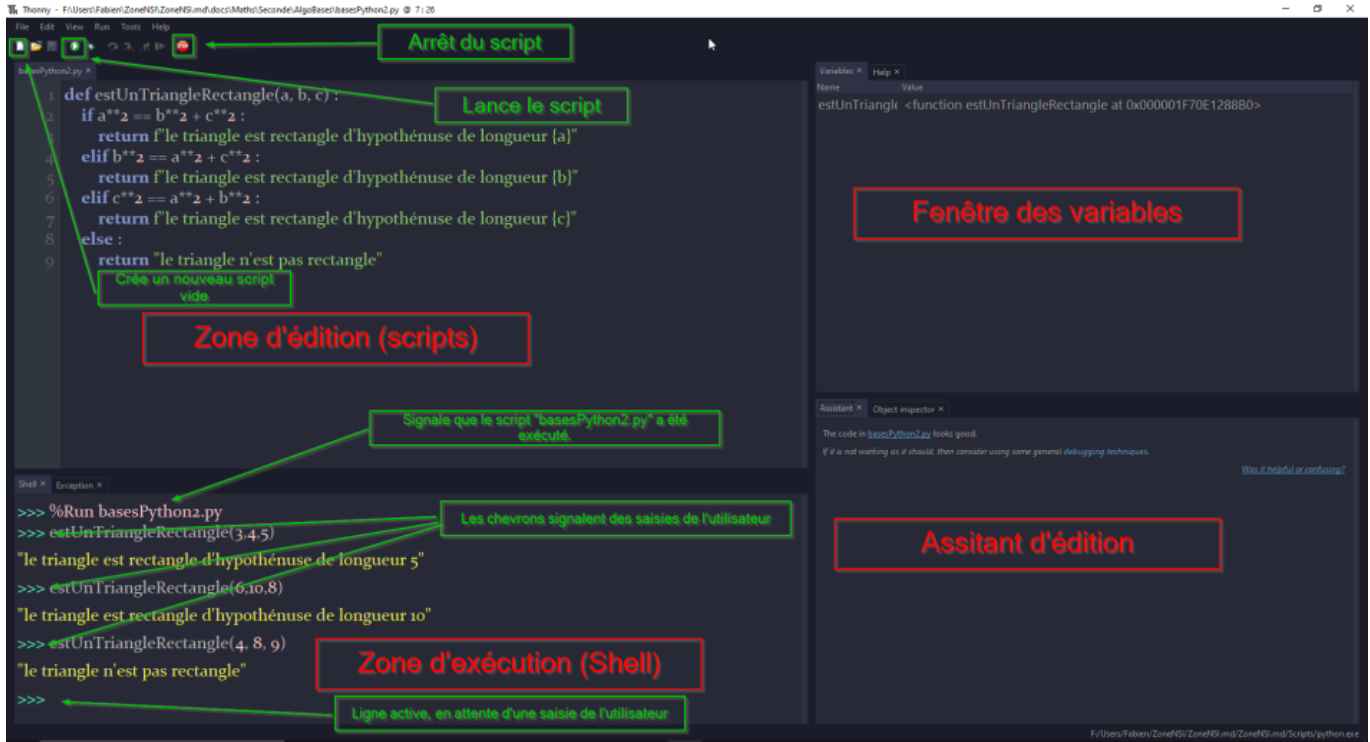 Thonny - F:\Users\Fabien\ZoneNSI\ZoneNSI.md\docs\Maths\Seconde\AlgoBases\basesPython2.py @ 7 : 26
File Edit View Run Tools Help
Arrêt du script
basesPython2.py ×
Lance le script
1 def estUnTriangleRectangle(a, b, c) :
2 if a**2 == b**2 + c**2 :
3 return f"le triangle est rectangle d'hypothénuse de longueur {a}"
4 elif b**2 == a**2 + c**2 :
5 return f"le triangle est rectangle d'hypothénuse de longueur {b}"
6 elif c**2 == a**2 + b**2 :
7 return f"le triangle est rectangle d'hypothénuse de longueur {c}"
8 else :
9 return "le triangle n'est pas rectangle"
Crée un nouveau script
vide
Zone d'édition (scripts)
Signale que le script "basesPython2.py" a été
exécuté.
Shell × Exception ×
>>> %Run basesPython2.py
>>> estUnTriangleRectangle(3,4,5)
Les chevrons signalent des saisies de l'utilisateur
"le triangle est rectangle d'hypothénuse de longueur 5"
>>> estUnTriangleRectangle(6,10,8)
"le triangle est rectangle d'hypothénuse de longueur 10"
>>> estUnTriangleRectangle(4, 8, 9)
"le triangle n'est pas rectangle"
Zone d'exécution (Shell)
>>>
Ligne active, en attente d'une saisie de l'utilisateur
Variables × Help ×
Name Value
estUnTriangle <function estUnTriangleRectangle at 0x000001F70E1288B0>
Fenêtre des variables
Assistant × Object inspector ×
The code in basesPython2.py looks good.
If it is not working as it should, then consider using some general debugging techniques.
Was it helpful or confusing?
Assitant d'édition
F:/Users/Fabien/ZoneNSI/ZoneNSI.md/ZoneNSI.md/Scripts/python.exe